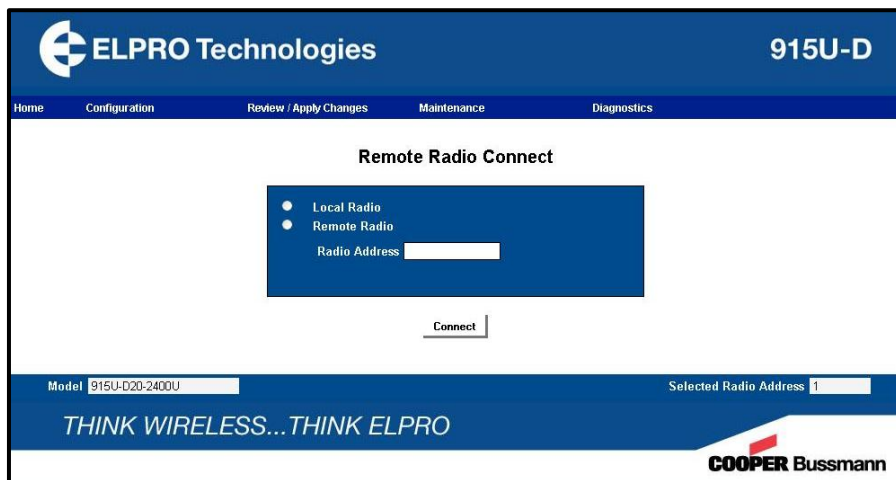 ELPRO Technologies
915U-D
Home Configuration Review / Apply Changes Maintenance Diagnostics
Remote Radio Connect
Local Radio
Remote Radio
Radio Address
Connect
Model 915U-D20-2400U Selected Radio Address 1
THINK WIRELESS...THINK ELPRO
COOPER Bussmann